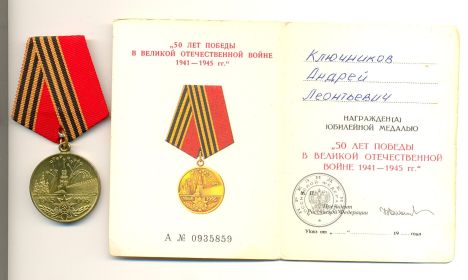 „50 ЛЕТ ПОБЕДЫ
В ВЕЛИКОЙ ОТЕЧЕСТВЕННОЙ ВОЙНЕ
1941—1945 гг.“
А № 0935859
Ключников
Андрей
Леонтьевич
НАГРАЖДЕН(А)
ЮБИЛЕЙНОЙ МЕДАЛЬЮ
„50 ЛЕТ ПОБЕДЫ
В ВЕЛИКОЙ ОТЕЧЕСТВЕННОЙ
ВОЙНЕ 1941—1945 гг.“
Президент
Российской Федерации
Указ от „ “ 19 года